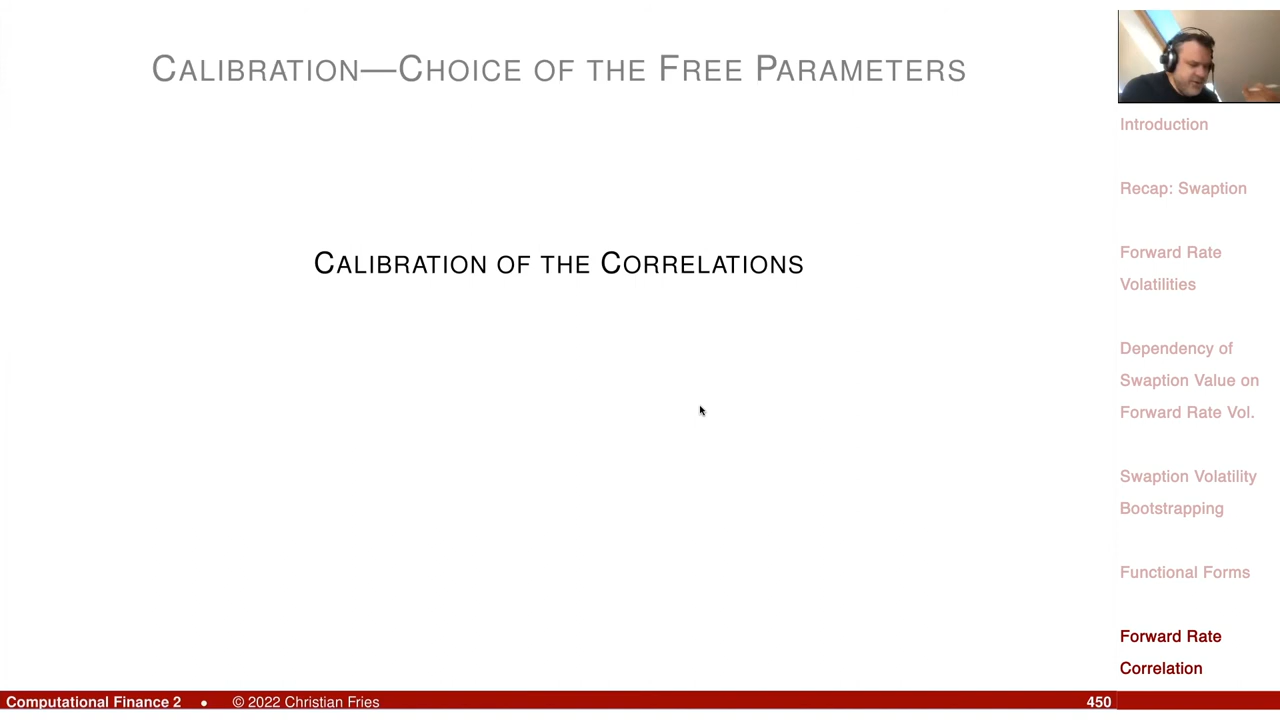 CALIBRATION—CHOICE OF THE FREE PARAMETERS
CALIBRATION OF THE CORRELATIONS
Introduction
Recap: Swaption
Forward Rate
Volatilities
Dependency of
Swaption Value on
Forward Rate Vol.
Swaption Volatility
Bootstrapping
Functional Forms
Forward Rate
Correlation
Computational Finance 2 • © 2022 Christian Fries 450